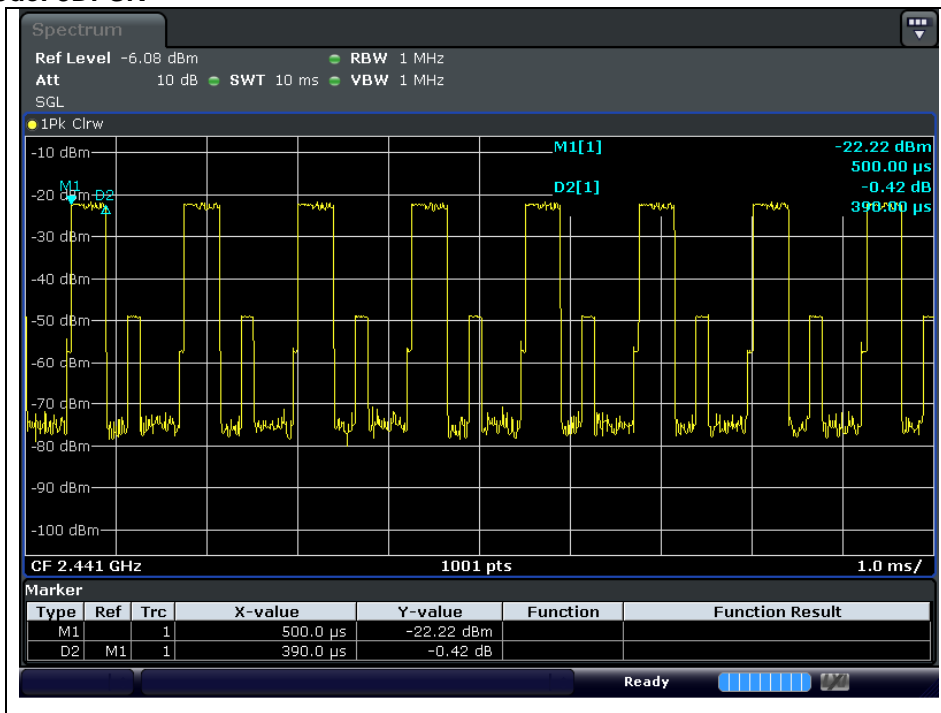 Spectrum
Ref Level -6.08 dBm RBW 1 MHz
Att 10 dB SWT 10 ms VBW 1 MHz
SGL
1Pk Clrw
M1[1] -22.22 dBm
500.00 µs
D2[1] -0.42 dB
390.00 µs
M1
D2
-10 dBm
-20 dBm
-30 dBm
-40 dBm
-50 dBm
-60 dBm
-70 dBm
-80 dBm
-90 dBm
-100 dBm
CF 2.441 GHz 1001 pts 1.0 ms/
Marker
Type Ref Trc X-value Y-value Function Function Result
M1 1 500.0 µs -22.22 dBm
D2 M1 1 390.0 µs -0.42 dB
Ready